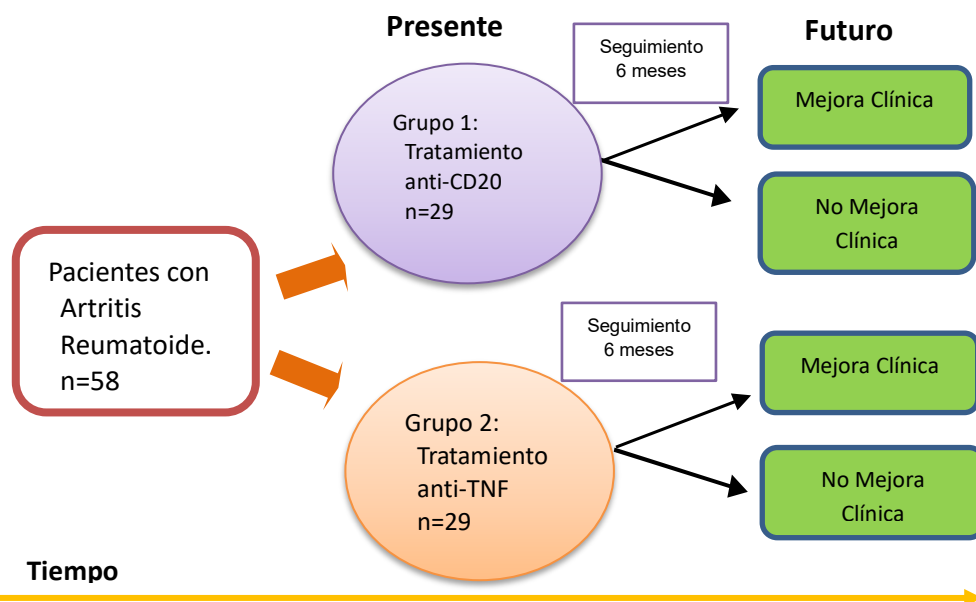 Presente
Seguimiento
6 meses
Futuro
Grupo 1:
Tratamiento
anti-CD20
n=29
Mejora Clínica
No Mejora
Clínica
Pacientes con
Artritis
Reumatoide.
n=58
Seguimiento
6 meses
Grupo 2:
Tratamiento
anti-TNF
n=29
Mejora Clínica
No Mejora
Clínica
Tiempo